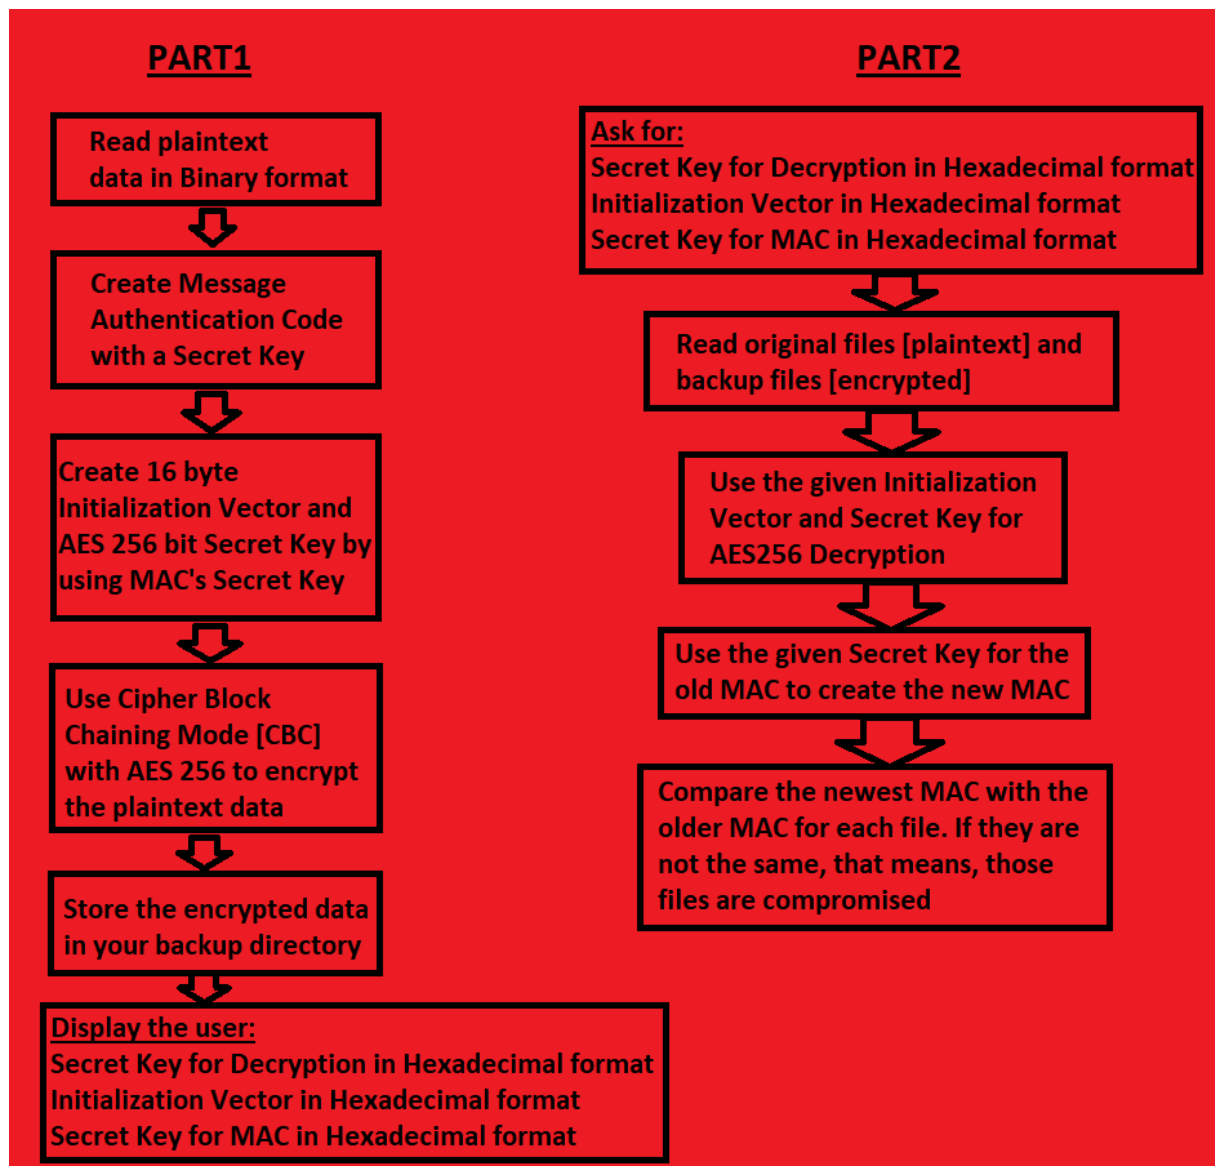 PART1
Read plaintext
data in Binary format
Create Message
Authentication Code
with a Secret Key
Create 16 byte
Initialization Vector and
AES 256 bit Secret Key by
using MAC's Secret Key
Use Cipher Block
Chaining Mode [CBC]
with AES 256 to encrypt
the plaintext data
Store the encrypted data
in your backup directory
Display the user:
Secret Key for Decryption in Hexadecimal format
Initialization Vector in Hexadecimal format
Secret Key for MAC in Hexadecimal format
PART2
Ask for:
Secret Key for Decryption in Hexadecimal format
Initialization Vector in Hexadecimal format
Secret Key for MAC in Hexadecimal format
Read original files [plaintext] and
backup files [encrypted]
Use the given Initialization
Vector and Secret Key for
AES256 Decryption
Use the given Secret Key for the
old MAC to create the new MAC
Compare the newest MAC with the
older MAC for each file. If they are
not the same, that means, those
files are compromised